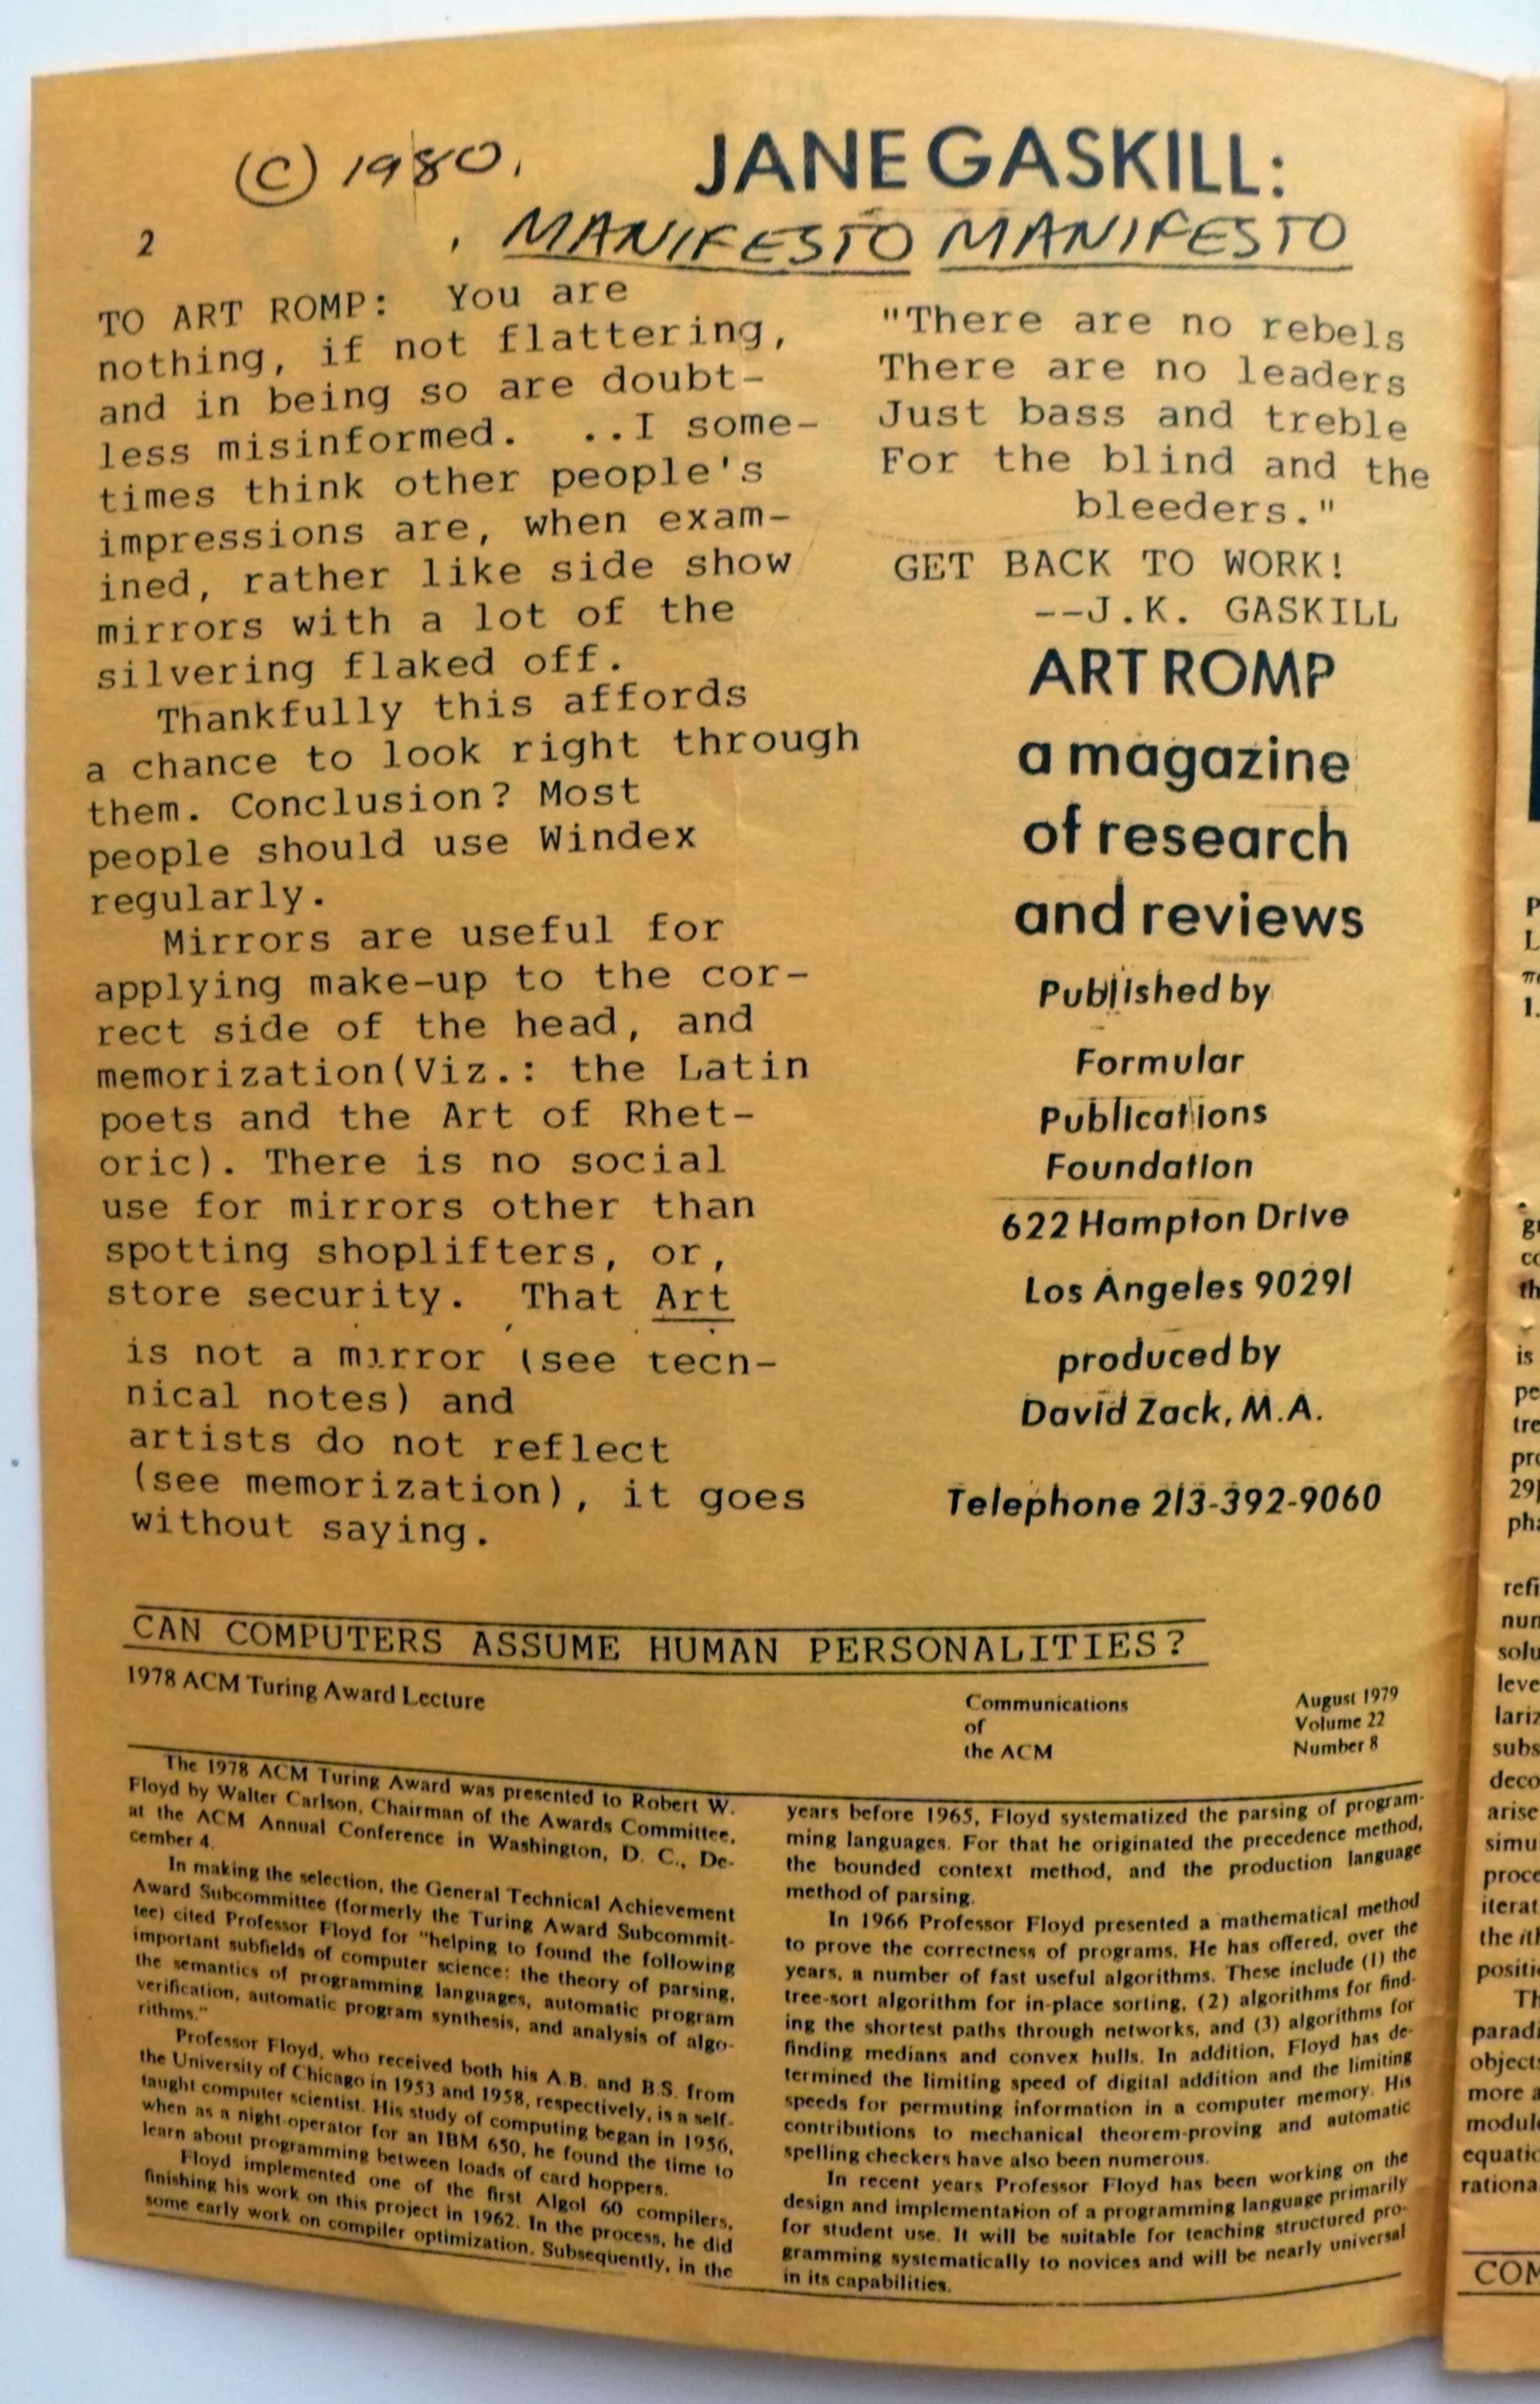 (C) 1980.
JANE GASKILL:
2
MANIFESTO MANIFESTO
TO ART ROMP: You are
nothing, if not flattering,
and in being so are doubt-
less misinformed. ..I some-
times think other people's
impressions are, when exam-
ined, rather like side show
mirrors with a lot of the
silvering flaked off.
Thankfully this affords
a chance to look right through
them. Conclusion? Most
people should use Windex
regularly.
Mirrors are useful for
applying make-up to the cor-
rect side of the head, and
memorization(Viz.: the Latin
poets and the Art of Rhet-
oric). There is no social
use for mirrors other than
spotting shoplifters, or,
store security. That Art
is not a mirror (see tecn-
nical notes) and
artists do not reflect
(see memorization), it goes
without saying.
"There are no rebels
There are no leaders
Just bass and treble
For the blind and the
bleeders."
GET BACK TO WORK!
--J.K. GASKILL
ART ROMP
a magazine
of research
and reviews
Published by
Formular
Publications
Foundation
622 Hampton Drive
Los Angeles 90291
produced by
David Zack, M.A.
Telephone 213-392-9060
CAN COMPUTERS ASSUME HUMAN PERSONALITIES?
1978 ACM Turing Award Lecture
Communications
of
the ACM
August 1979
Volume 22
Number 8
The 1978 ACM Turing Award was presented to Robert W.
Floyd by Walter Carlson, Chairman of the Awards Committee,
at the ACM Annual Conference in Washington, D. C., De-
cember 4.
In making the selection, the General Technical Achievement
Award Subcommittee (formerly the Turing Award Subcommit-
tee) cited Professor Floyd for "helping to found the following
important subfields of computer science: the theory of parsing,
the semantics of programming languages, automatic program
verification, automatic program synthesis, and analysis of algo-
rithms."
Professor Floyd, who received both his A.B. and B.S. from
the University of Chicago in 1953 and 1958, respectively, is a self-
taught computer scientist. His study of computing began in 1956,
when as a night-operator for an IBM 650, he found the time to
learn about programming between loads of card hoppers.
Floyd implemented one of the first Algol 60 compilers,
finishing his work on this project in 1962. In the process, he did
some early work on compiler optimization. Subsequently, in the
years before 1965, Floyd systematized the parsing of program-
ming languages. For that he originated the precedence method,
the bounded context method, and the production language
method of parsing.
In 1966 Professor Floyd presented a mathematical method
to prove the correctness of programs. He has offered, over the
years, a number of fast useful algorithms. These include (1) the
tree-sort algorithm for in-place sorting, (2) algorithms for find-
ing the shortest paths through networks, and (3) algorithms for
finding medians and convex hulls. In addition, Floyd has de-
termined the limiting speed of digital addition and the limiting
speeds for permuting information in a computer memory. His
contributions to mechanical theorem-proving and automatic
spelling checkers have also been numerous.
In recent years Professor Floyd has been working on the
design and implementation of a programming language primarily
for student use. It will be suitable for teaching structured pro-
gramming systematically to novices and will be nearly universal
in its capabilities.